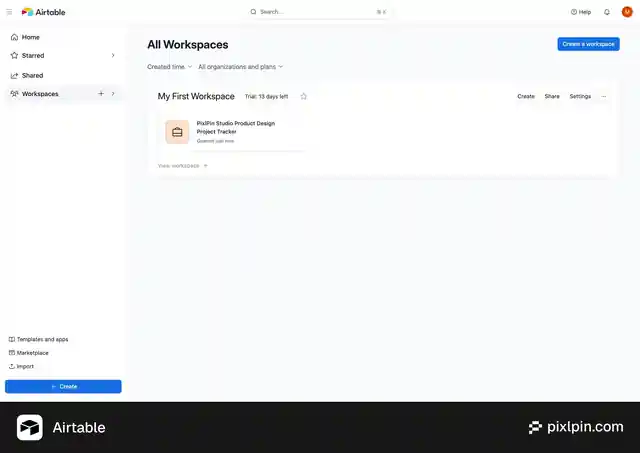 Airtable
Search...
⌘ K
Help
M
Home
Starred
Shared
Workspaces
All Workspaces
Create a workspace
Created time
All organizations and plans
My First Workspace
Trial: 13 days left
Create
Share
Settings
PixlPin Studio Product Design
Project Tracker
Opened just now
View workspace
Templates and apps
Marketplace
Import
+ Create
Airtable
pixlpin.com